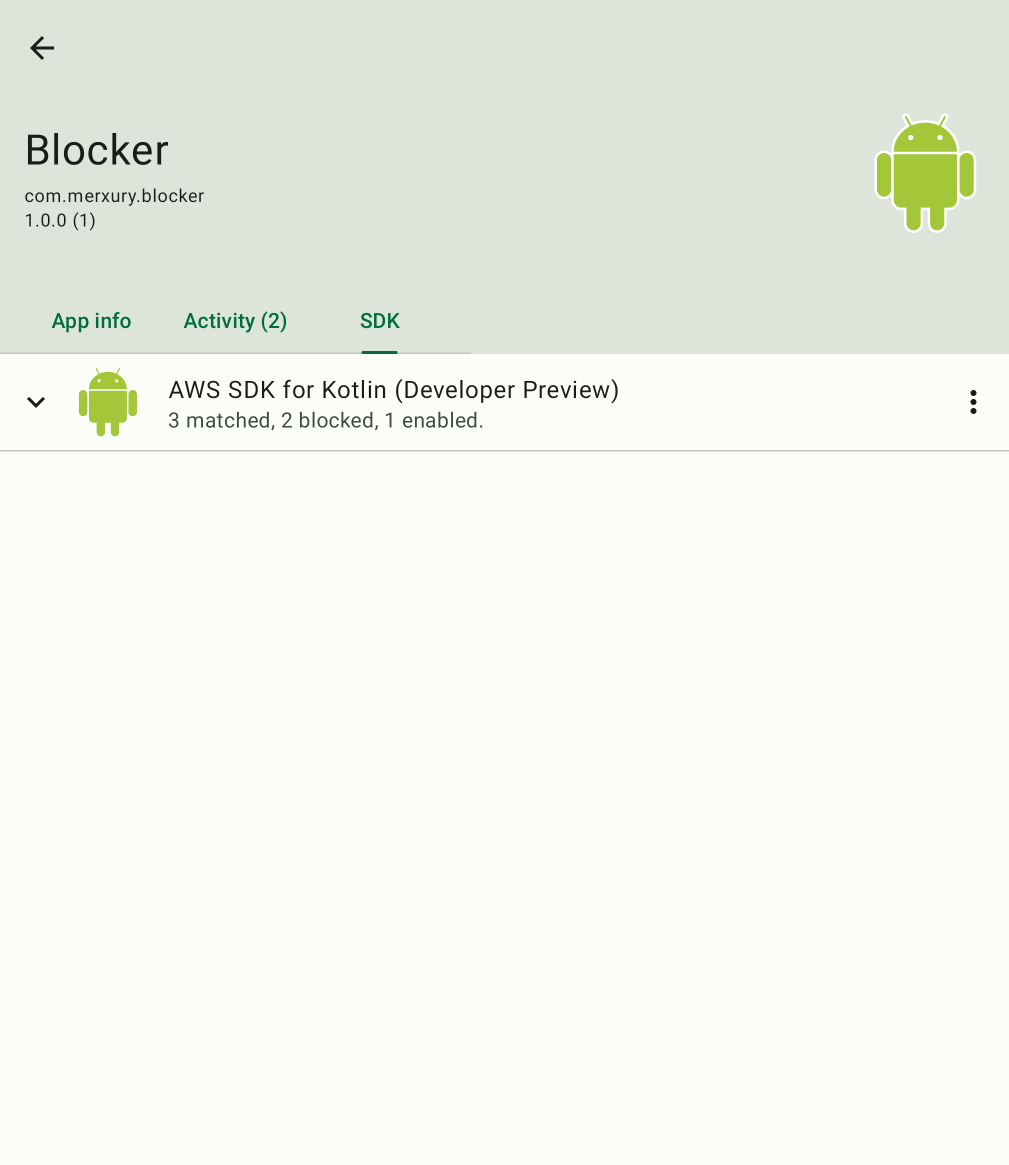 Blocker
com.merxury.blocker
1.0.0 (1)
App info
Activity (2)
SDK
AWS SDK for Kotlin (Developer Preview)
3 matched, 2 blocked, 1 enabled.